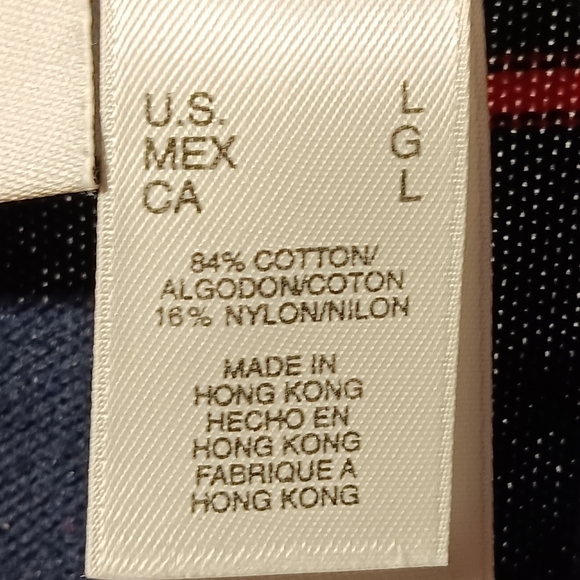 U.S. L
MEX G
CA L
84% COTTON/
ALGODON/COTON
16% NYLON/NILON
MADE IN
HONG KONG
HECHO EN
HONG KONG
FABRIQUE A
HONG KONG